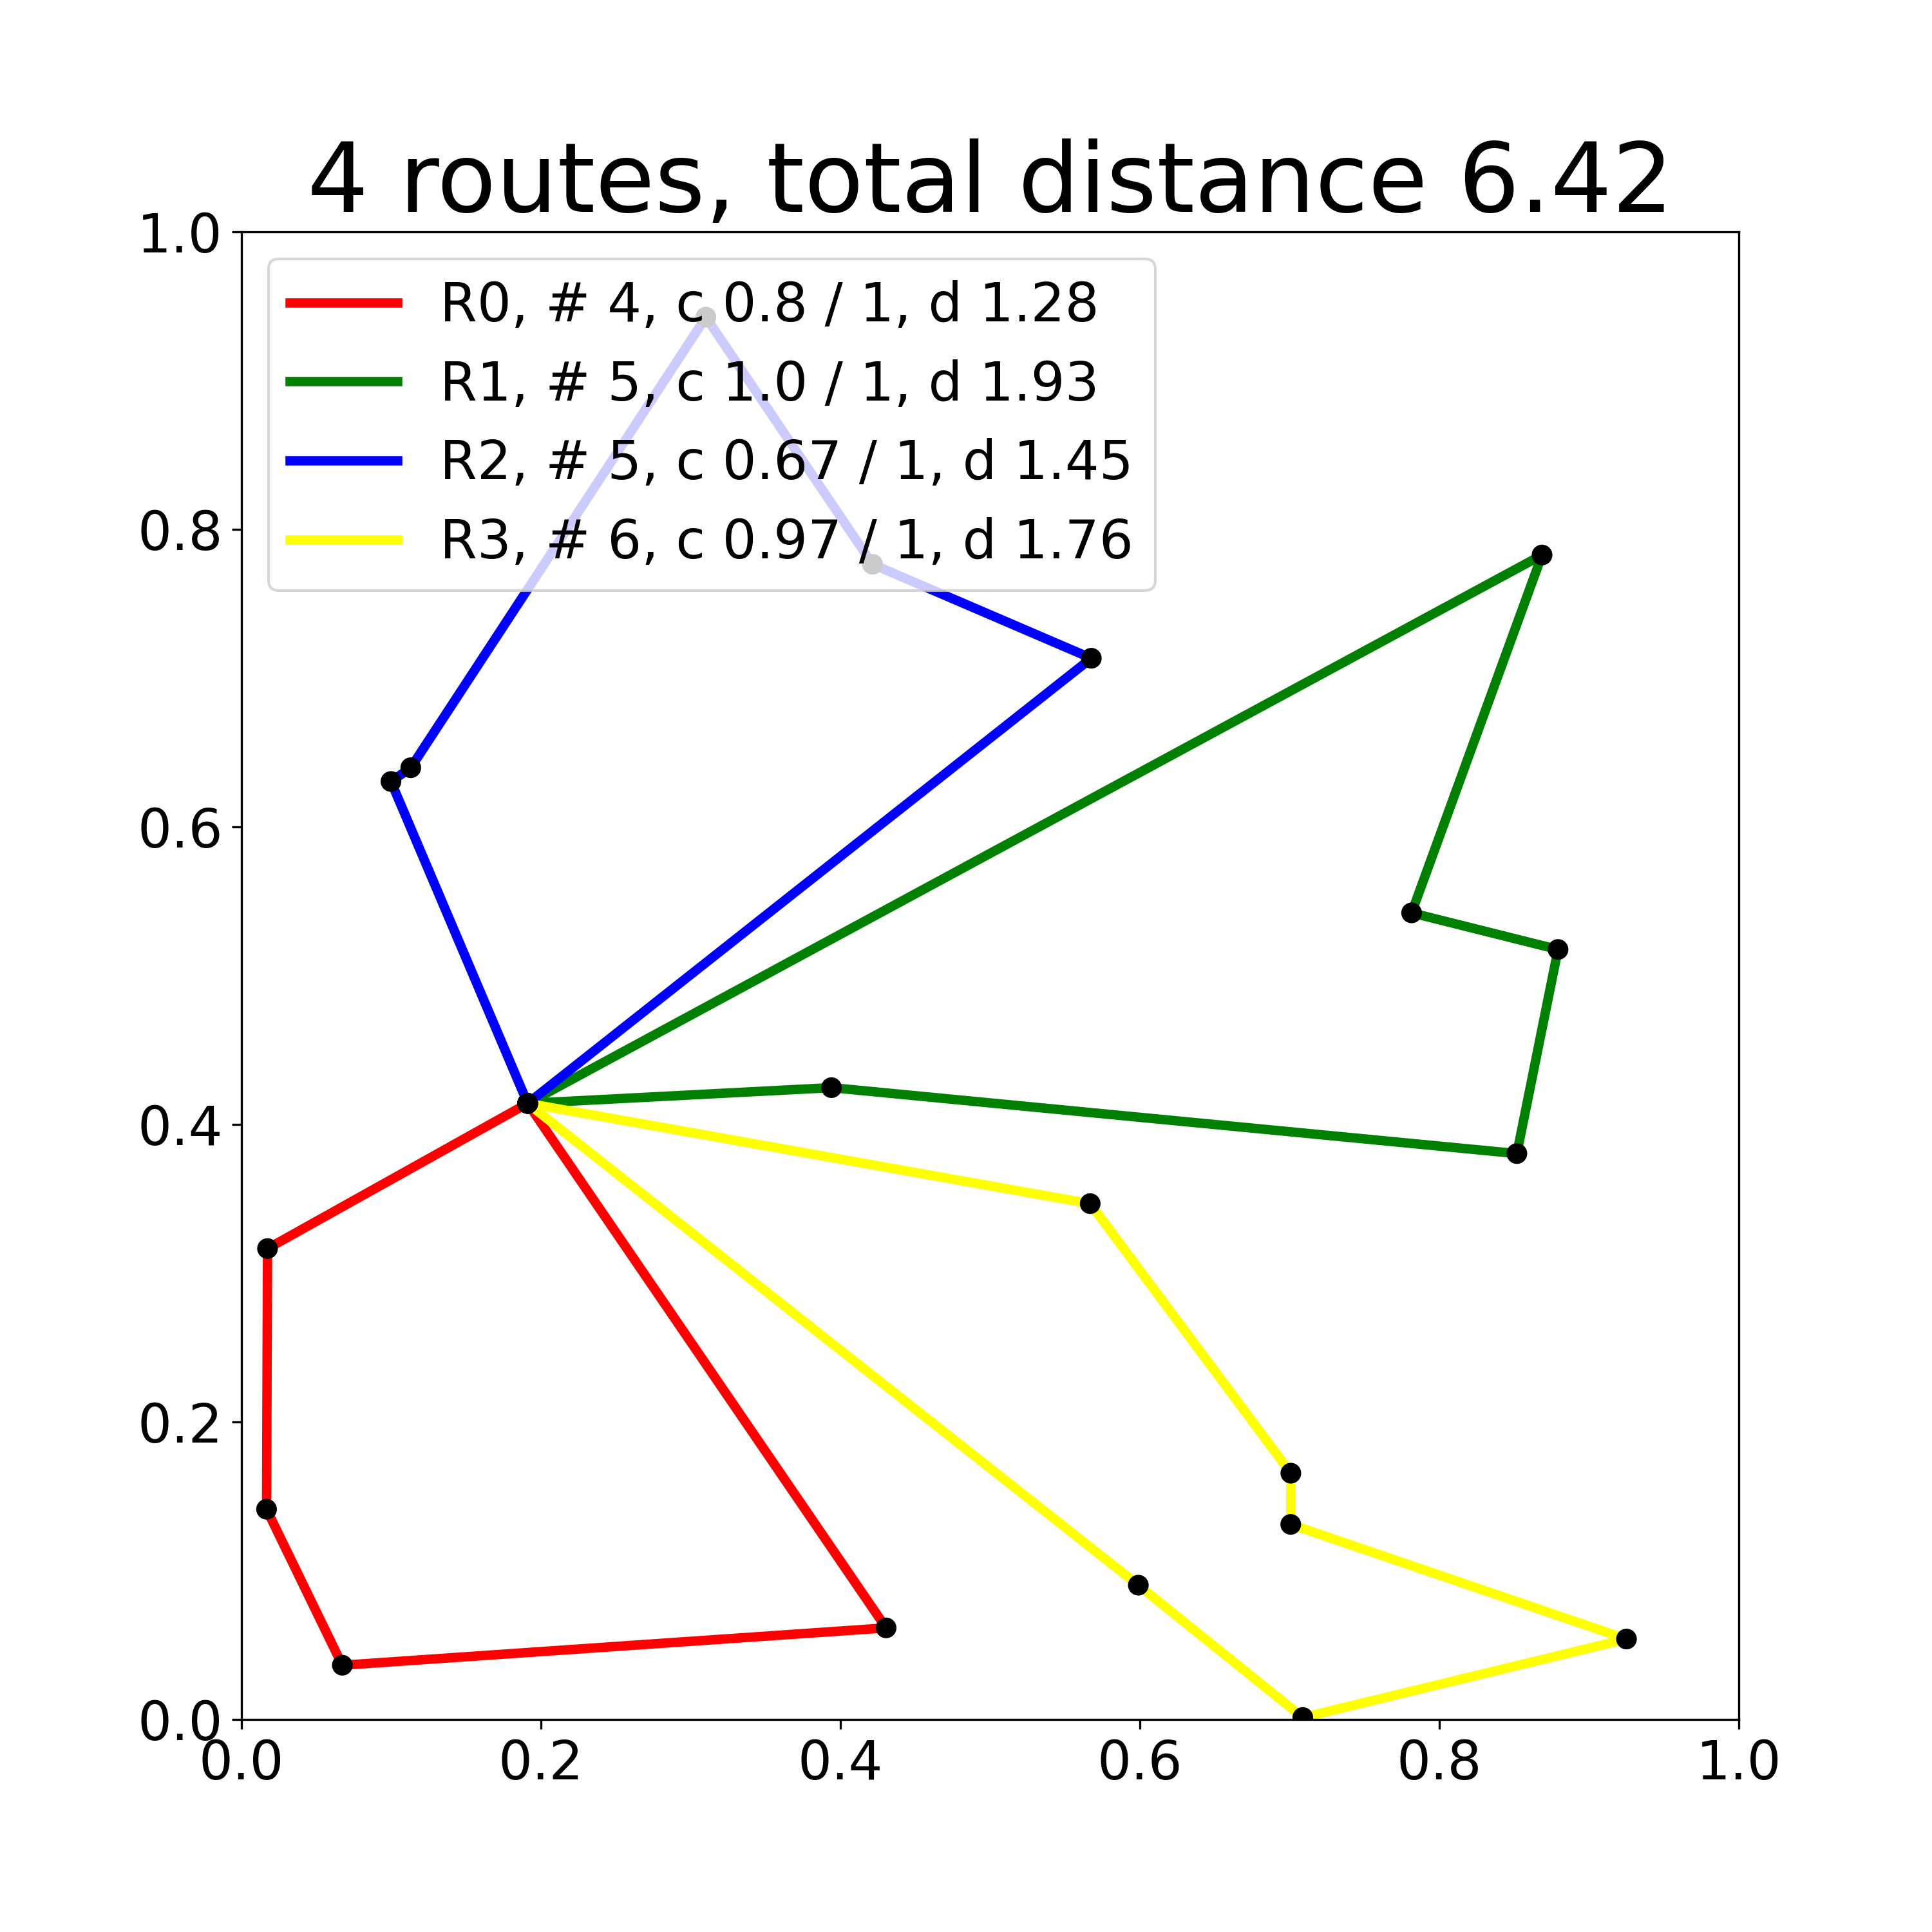 4 routes, total distance 6.42
1.0
R0, # 4, c 0.8 / 1, d 1.28
R1, # 5, c 1.0 / 1, d 1.93
R2, # 5, c 0.67 / 1, d 1.45
R3, # 6, c 0.97 / 1, d 1.76
0.8
0.6
0.4
0.2
0.0
0.0 0.2 0.4 0.6 0.8 1.0